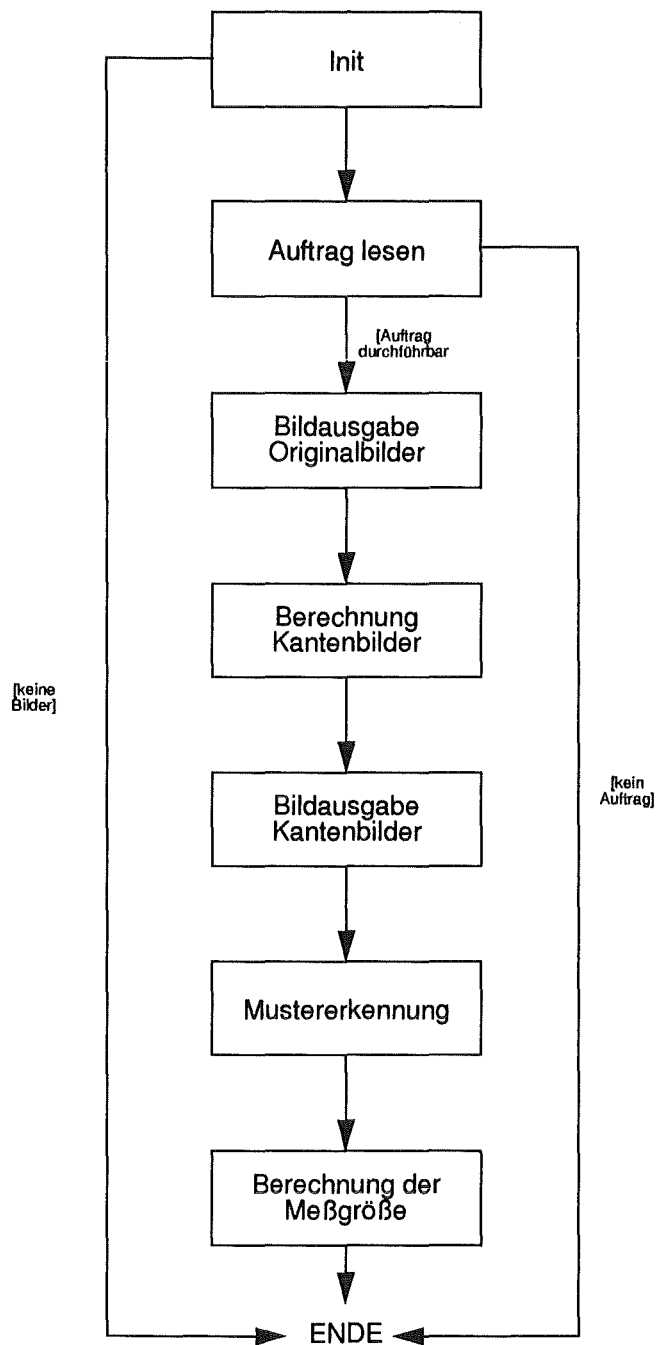 Init
Auftrag lesen
[Auftrag
durchführbar
Bildausgabe
Originalbilder
Berechnung
Kantenbilder
[keine
Bilder]
Bildausgabe
Kantenbilder
[kein
Auftrag]
Mustererkennung
Berechnung der
Meßgröße
ENDE